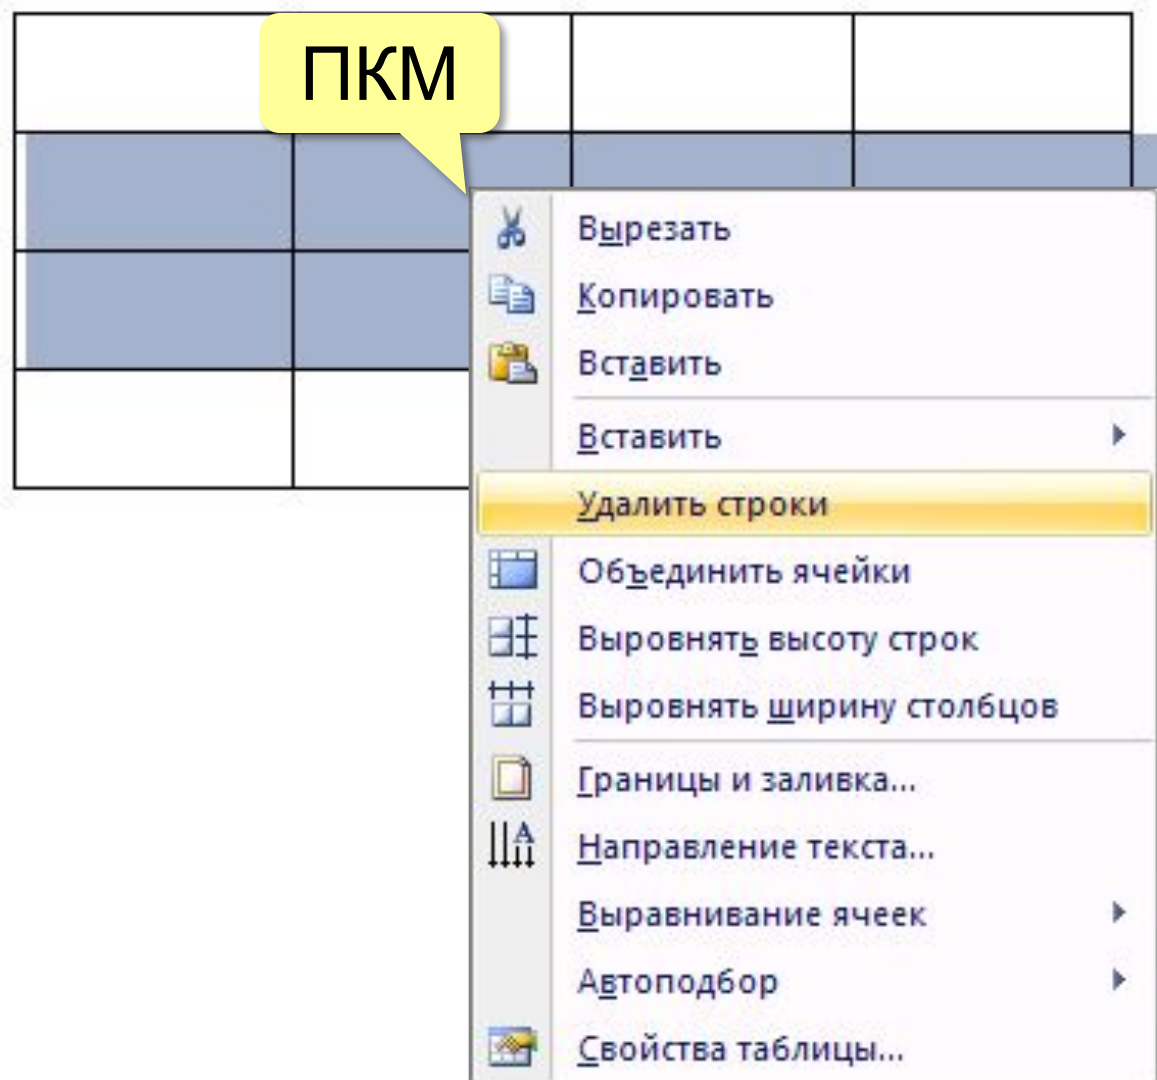 ПКМ
Вырезать
Копировать
Вставить
Вставить
Удалить строки
Объединить ячейки
Выровнять высоту строк
Выровнять ширину столбцов
Границы и заливка...
Направление текста...
Выравнивание ячеек
Автоподбор
Свойства таблицы...